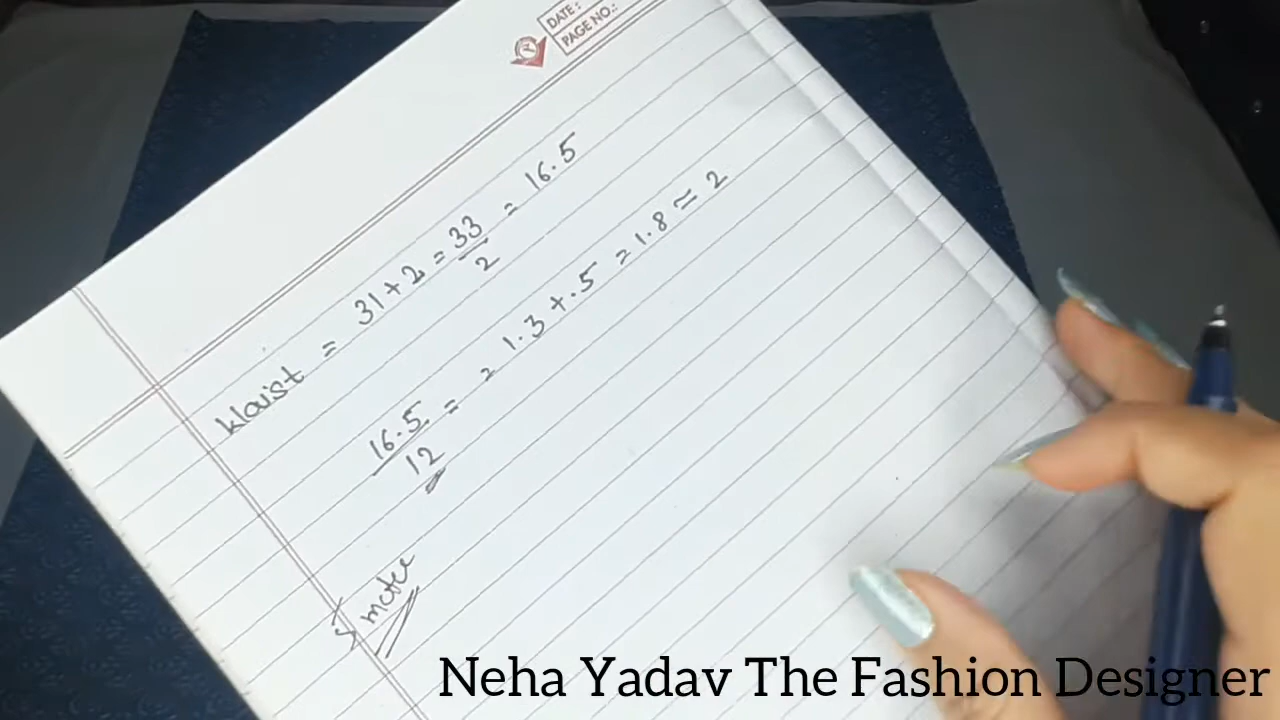 DATE:
PAGE NO.:
Waist = 31 + 2 = 33/2 = 16.5
16.5/12 = = 1.3 + .5 = 1.8 ≈ 2
Neha Yadav The Fashion Designer